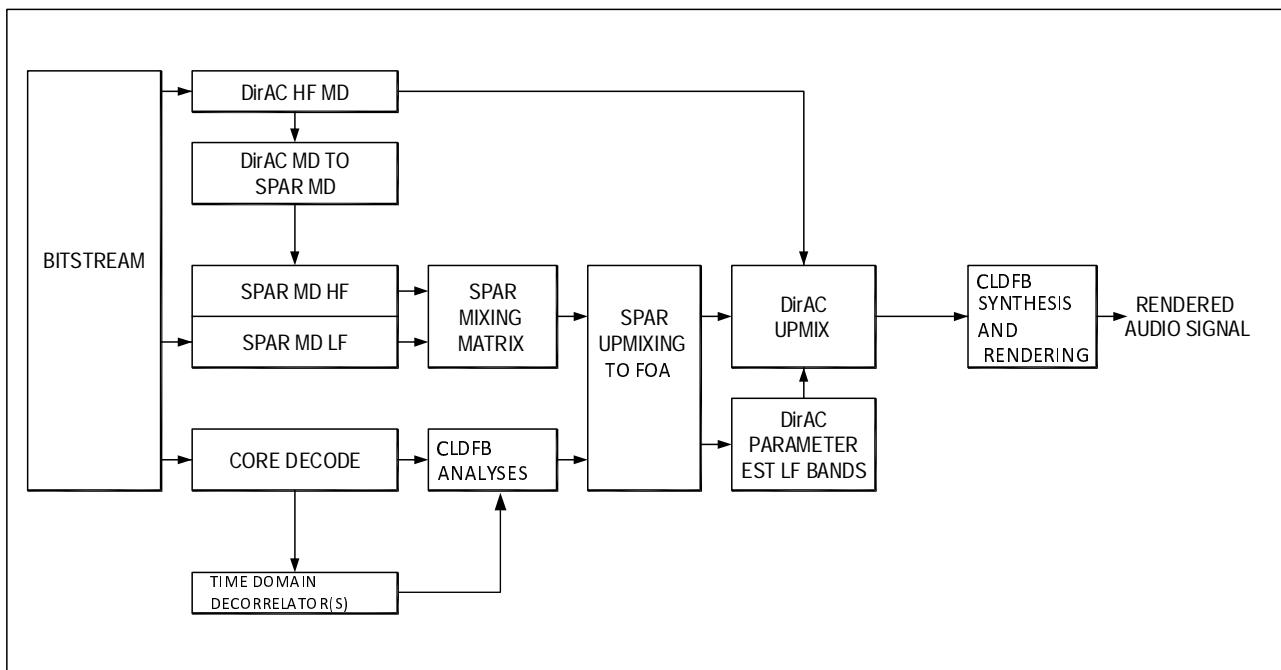 DirAC HF MD
DirAC MD TO
SPAR MD
BITSTREAM
SPAR MD HF
SPAR MD LF
SPAR
MIXING
MATRIX
SPAR
UPMIXING
TO FOA
DirAC
UPMIX
CLDFB
SYNTHESIS
AND
RENDERING
RENDERED
AUDIO SIGNAL
CORE DECODE
CLDFB
ANALYSES
DirAC
PARAMETER
EST LF BANDS
TIME DOMAIN
DECORRELATOR(S)